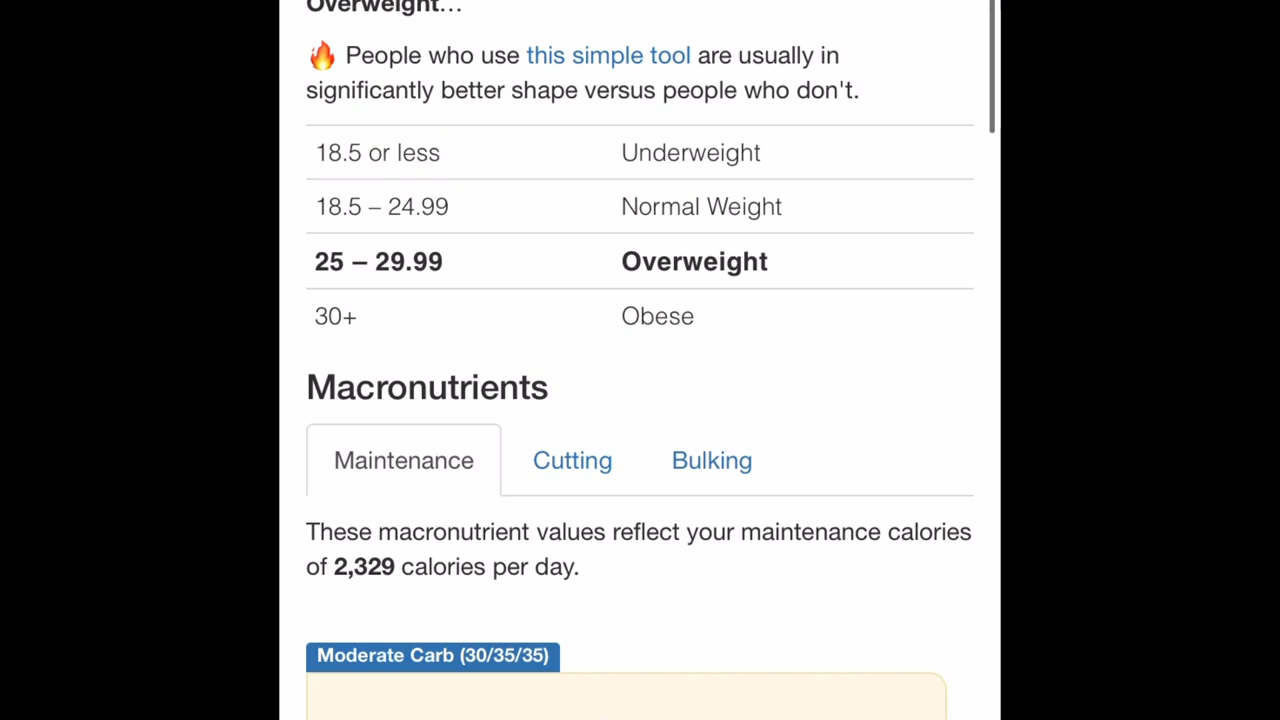 Overweight...
🔥 People who use this simple tool are usually in
significantly better shape versus people who don't.
18.5 or less Underweight
18.5 – 24.99 Normal Weight
25 – 29.99 Overweight
30+ Obese
Macronutrients
Maintenance Cutting Bulking
These macronutrient values reflect your maintenance calories
of 2,329 calories per day.
Moderate Carb (30/35/35)